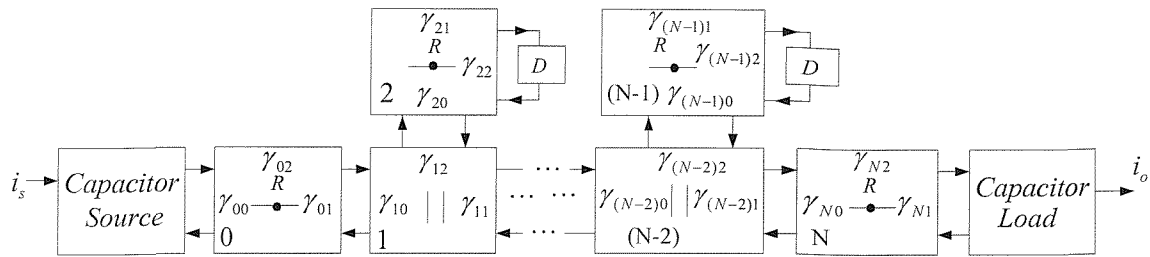 γ21
R
γ22
2 γ20
D
γ(N−1)1
R
γ(N−1)2
(N-1) γ(N−1)0
D
i_s
Capacitor
Source
γ02
R
γ00 γ01
0
γ12
γ10 || γ11
1
... ...
... ...
...
γ(N−2)2
γ(N−2)0 || γ(N−2)1
(N-2)
γN2
R
γN0 γN1
N
Capacitor
Load
i_o